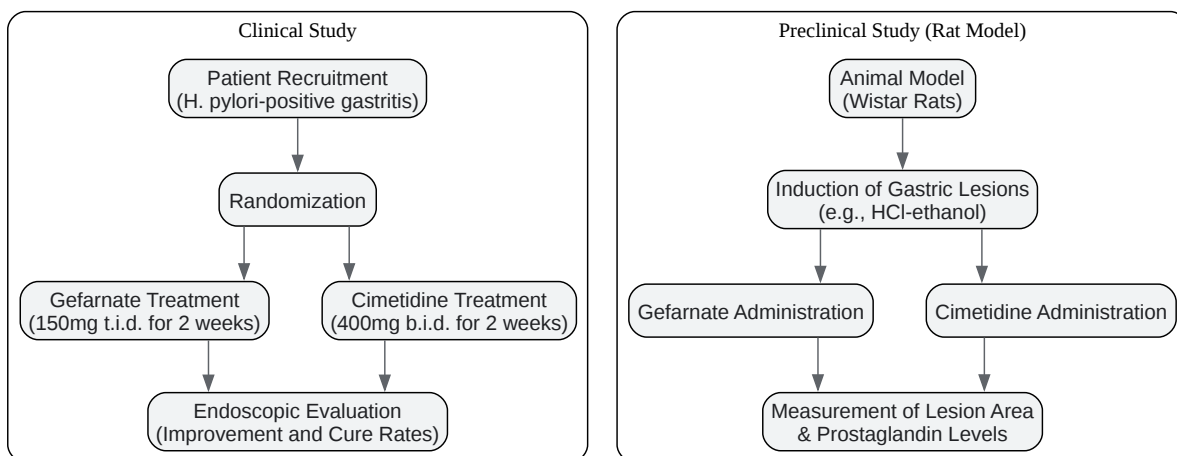 Clinical Study
Patient Recruitment
(H. pylori-positive gastritis)
Randomization
Gefarnate Treatment
(150mg t.i.d. for 2 weeks)
Cimetidine Treatment
(400mg b.i.d. for 2 weeks)
Endoscopic Evaluation
(Improvement and Cure Rates)
Preclinical Study (Rat Model)
Animal Model
(Wistar Rats)
Induction of Gastric Lesions
(e.g., HCl-ethanol)
Gefarnate Administration
Cimetidine Administration
Measurement of Lesion Area
& Prostaglandin Levels